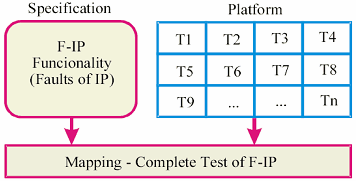 Specification
Platform
F-IP
Funcionality
(Faults of IP)
T1 T2 T3 T4
T5 T6 T7 T8
T9 ... ... Tn
Mapping - Complete Test of F-IP